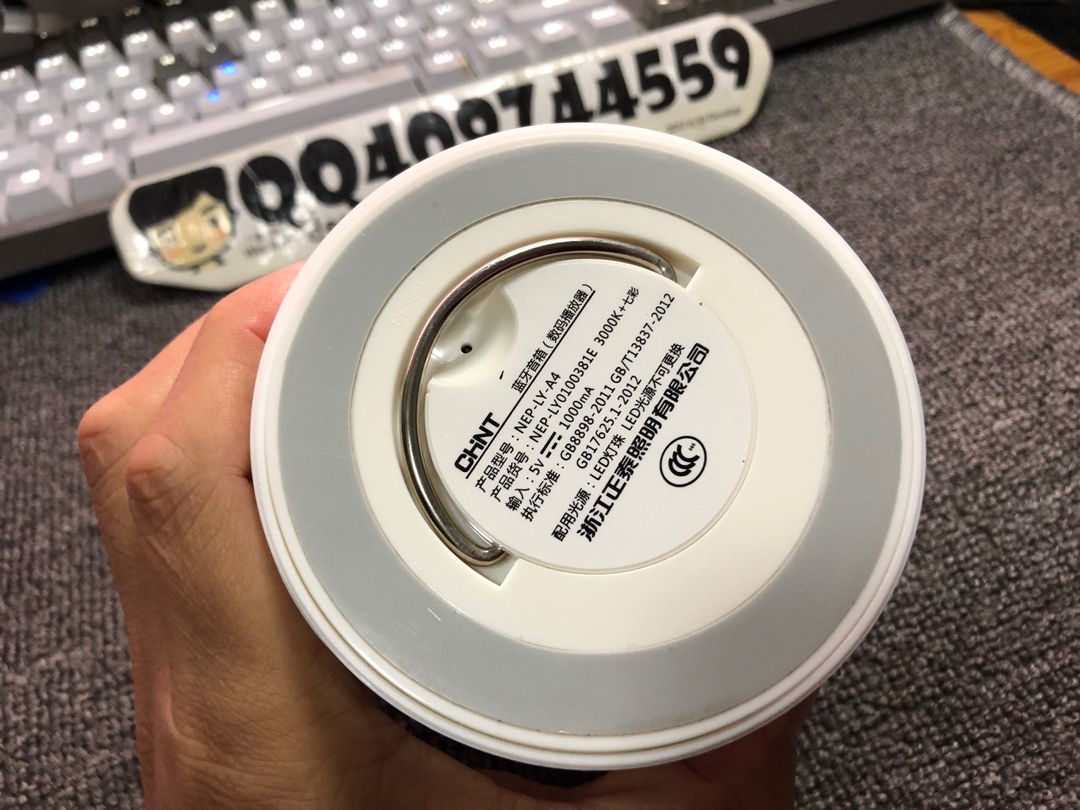 QQ409744559
CHNT
蓝牙音箱（数码播放器）
产品型号：NEP-LY-A4
产品货号：NEP-LY0100381E 3000K+七彩
输入：5V⎓1000mA
执行标准：GB8898-2011 GB/T13837-2012
GB17625.1-2012
配用光源：LED灯珠 LED光源不可更换
浙江正泰照明有限公司